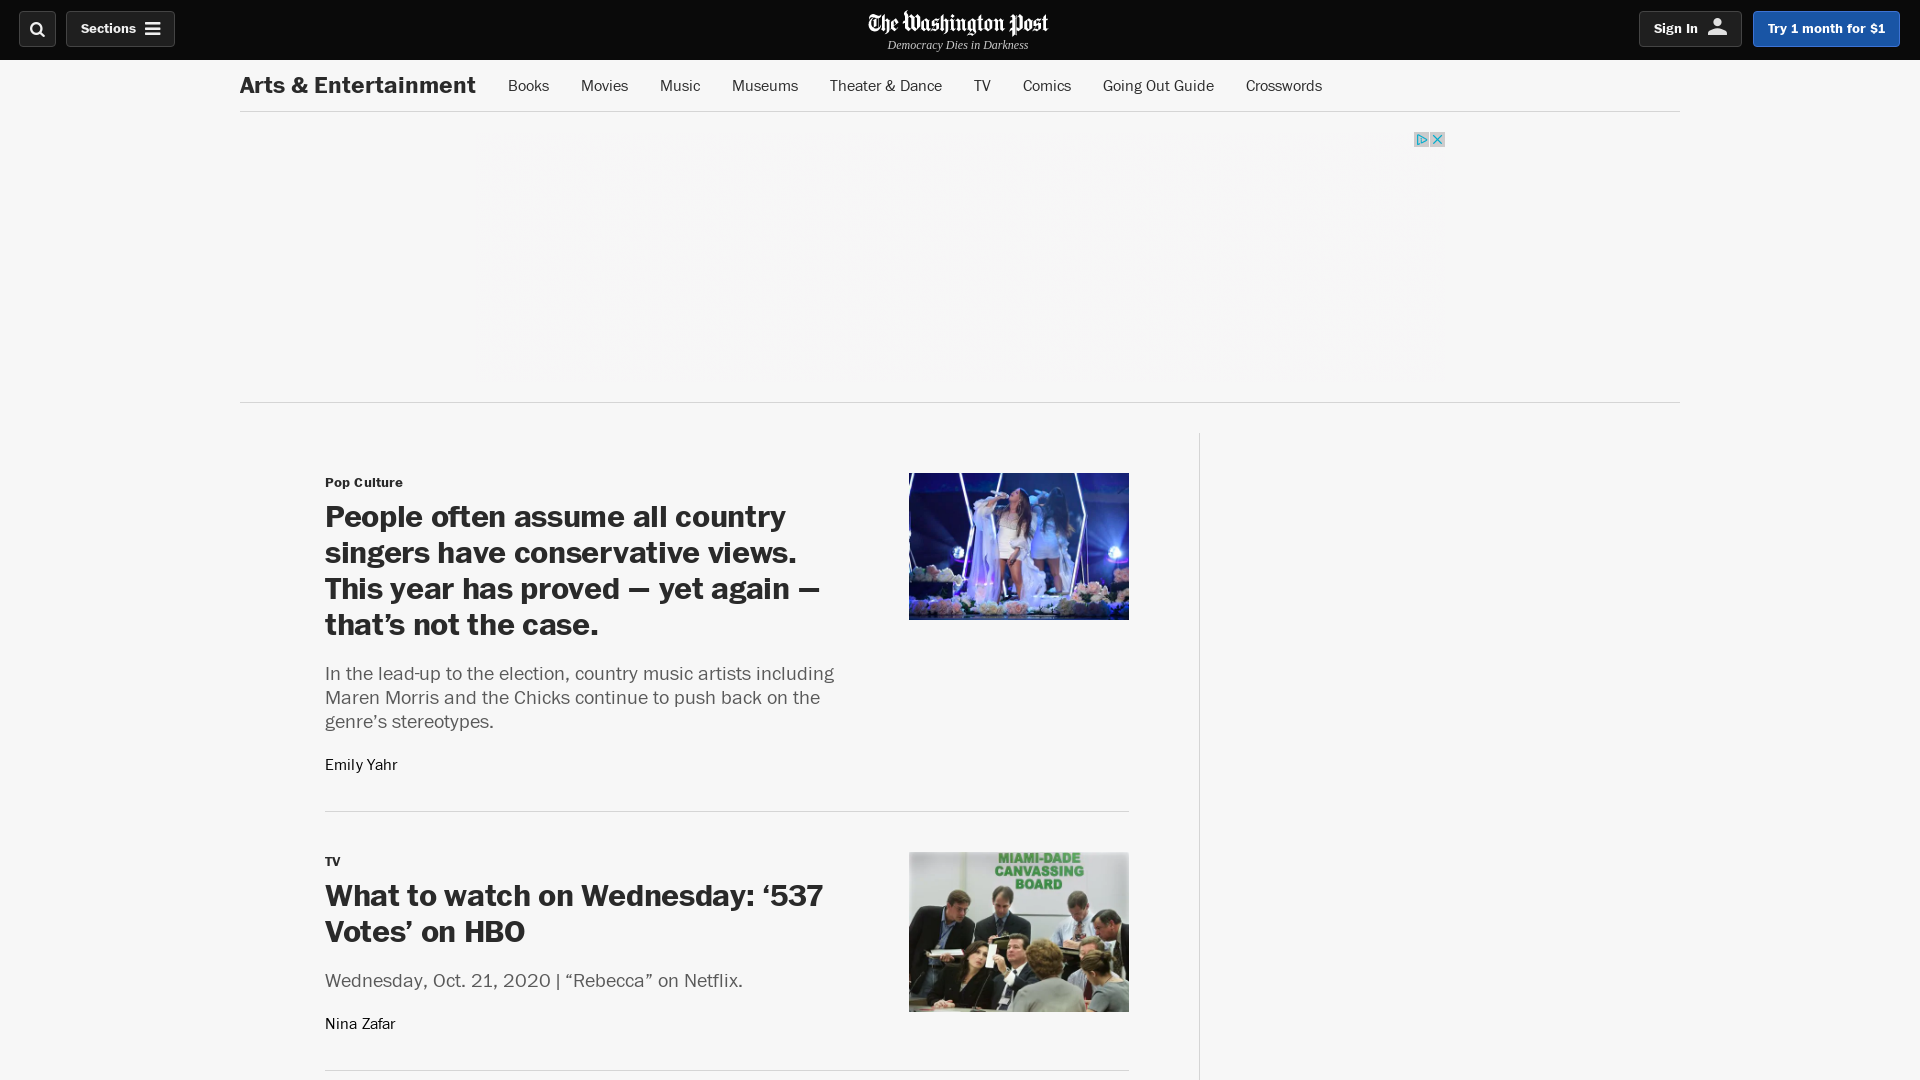 Sections
The Washington Post
Democracy Dies in Darkness
Sign In
Try 1 month for $1
Arts & Entertainment
Books
Movies
Music
Museums
Theater & Dance
TV
Comics
Going Out Guide
Crosswords
Pop Culture
People often assume all country
singers have conservative views.
This year has proved — yet again —
that’s not the case.
In the lead-up to the election, country music artists including
Maren Morris and the Chicks continue to push back on the
genre’s stereotypes.
Emily Yahr
TV
What to watch on Wednesday: ‘537
Votes’ on HBO
Wednesday, Oct. 21, 2020 | “Rebecca” on Netflix.
Nina Zafar
MIAMI-DADE
CANVASSING
BOARD